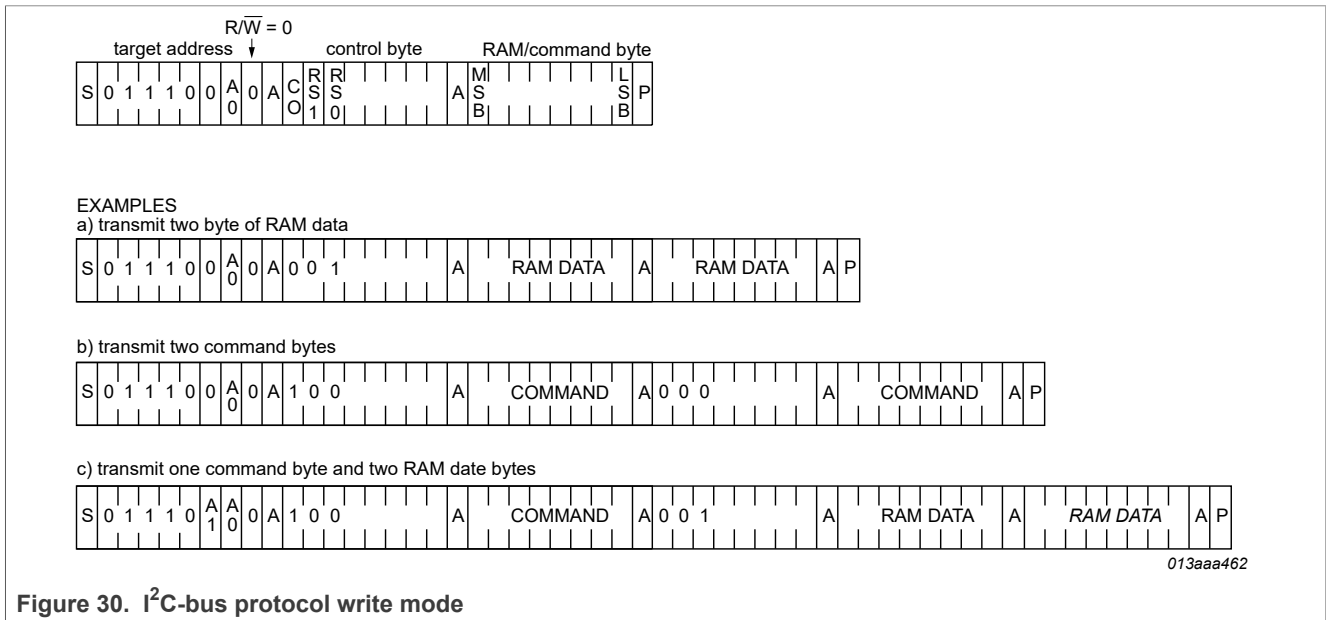 R/W = 0
target address control byte RAM/command byte
S 0 1 1 1 0 0 A0 0 A CO RS1 RS0 A MSB LSB P
EXAMPLES
a) transmit two byte of RAM data
S 0 1 1 1 0 0 A0 0 A 0 0 1 A RAM DATA A RAM DATA A P
b) transmit two command bytes
S 0 1 1 1 0 0 A0 0 A 1 0 0 A COMMAND A 0 0 0 A COMMAND A P
c) transmit one command byte and two RAM date bytes
S 0 1 1 1 0 A1 A0 0 A 1 0 0 A COMMAND A 0 0 1 A RAM DATA A RAM DATA A P
013aaa462
Figure 30. I²C-bus protocol write mode